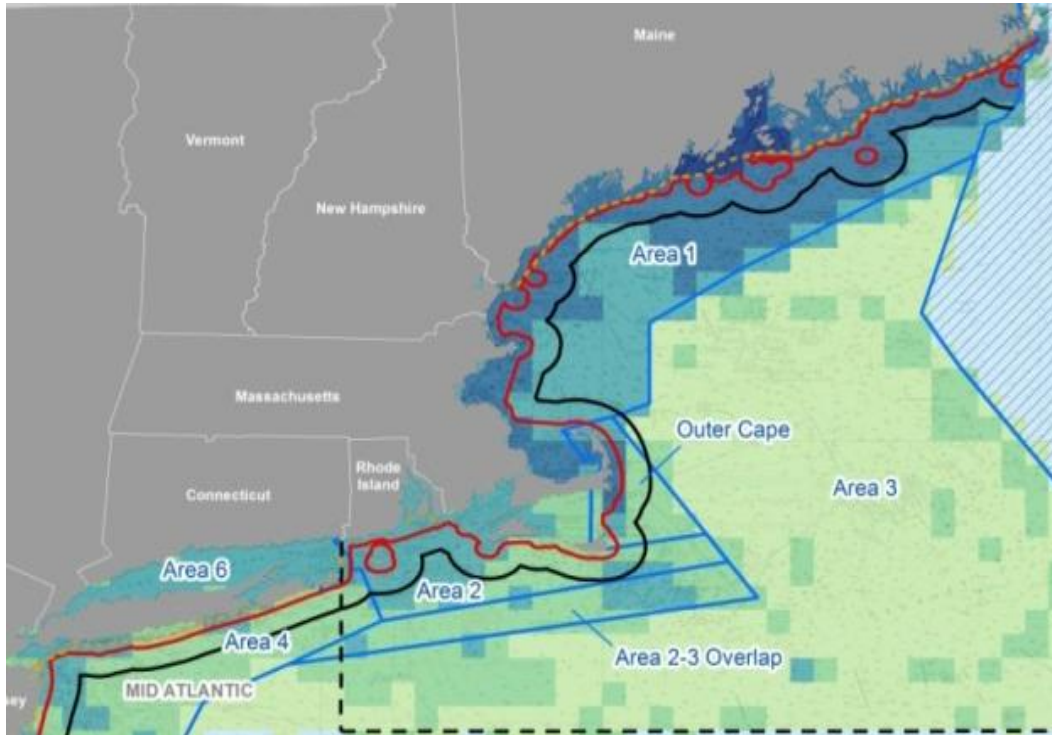 Maine
Vermont
New Hampshire
Area 1
Massachusetts
Outer Cape
Rhode
Island
Connecticut
Area 3
Area 6
Area 2
Area 4
Area 2-3 Overlap
MID ATLANTIC
sey